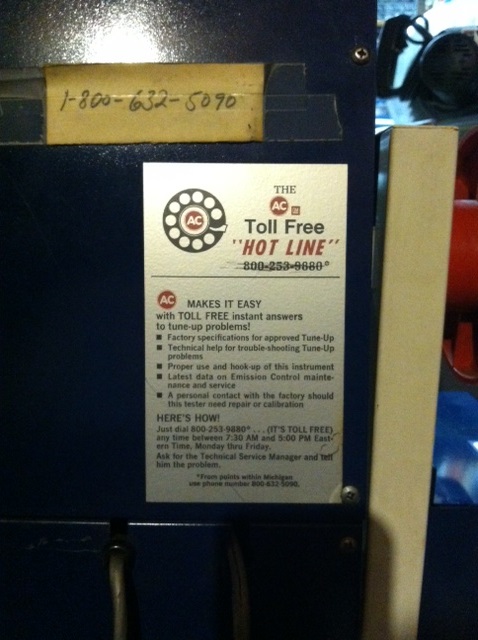 1-800-632-5090
THE
AC GM
Toll Free
"HOT LINE"
800-253-9880*
AC
AC MAKES IT EASY
with TOLL FREE instant answers
to tune-up problems!
■ Factory specifications for approved Tune-Up
■ Technical help for trouble-shooting Tune-Up
problems
■ Proper use and hook-up of this instrument
■ Latest data on Emission Control mainte-
nance and service
■ A personal contact with the factory should
this tester need repair or calibration
HERE'S HOW!
Just dial 800-253-9880* . . . (IT'S TOLL FREE)
any time between 7:30 AM and 5:00 PM East-
ern Time, Monday thru Friday.
Ask for the Technical Service Manager and tell
him the problem.
*From points within Michigan
use phone number 800-632-5090.